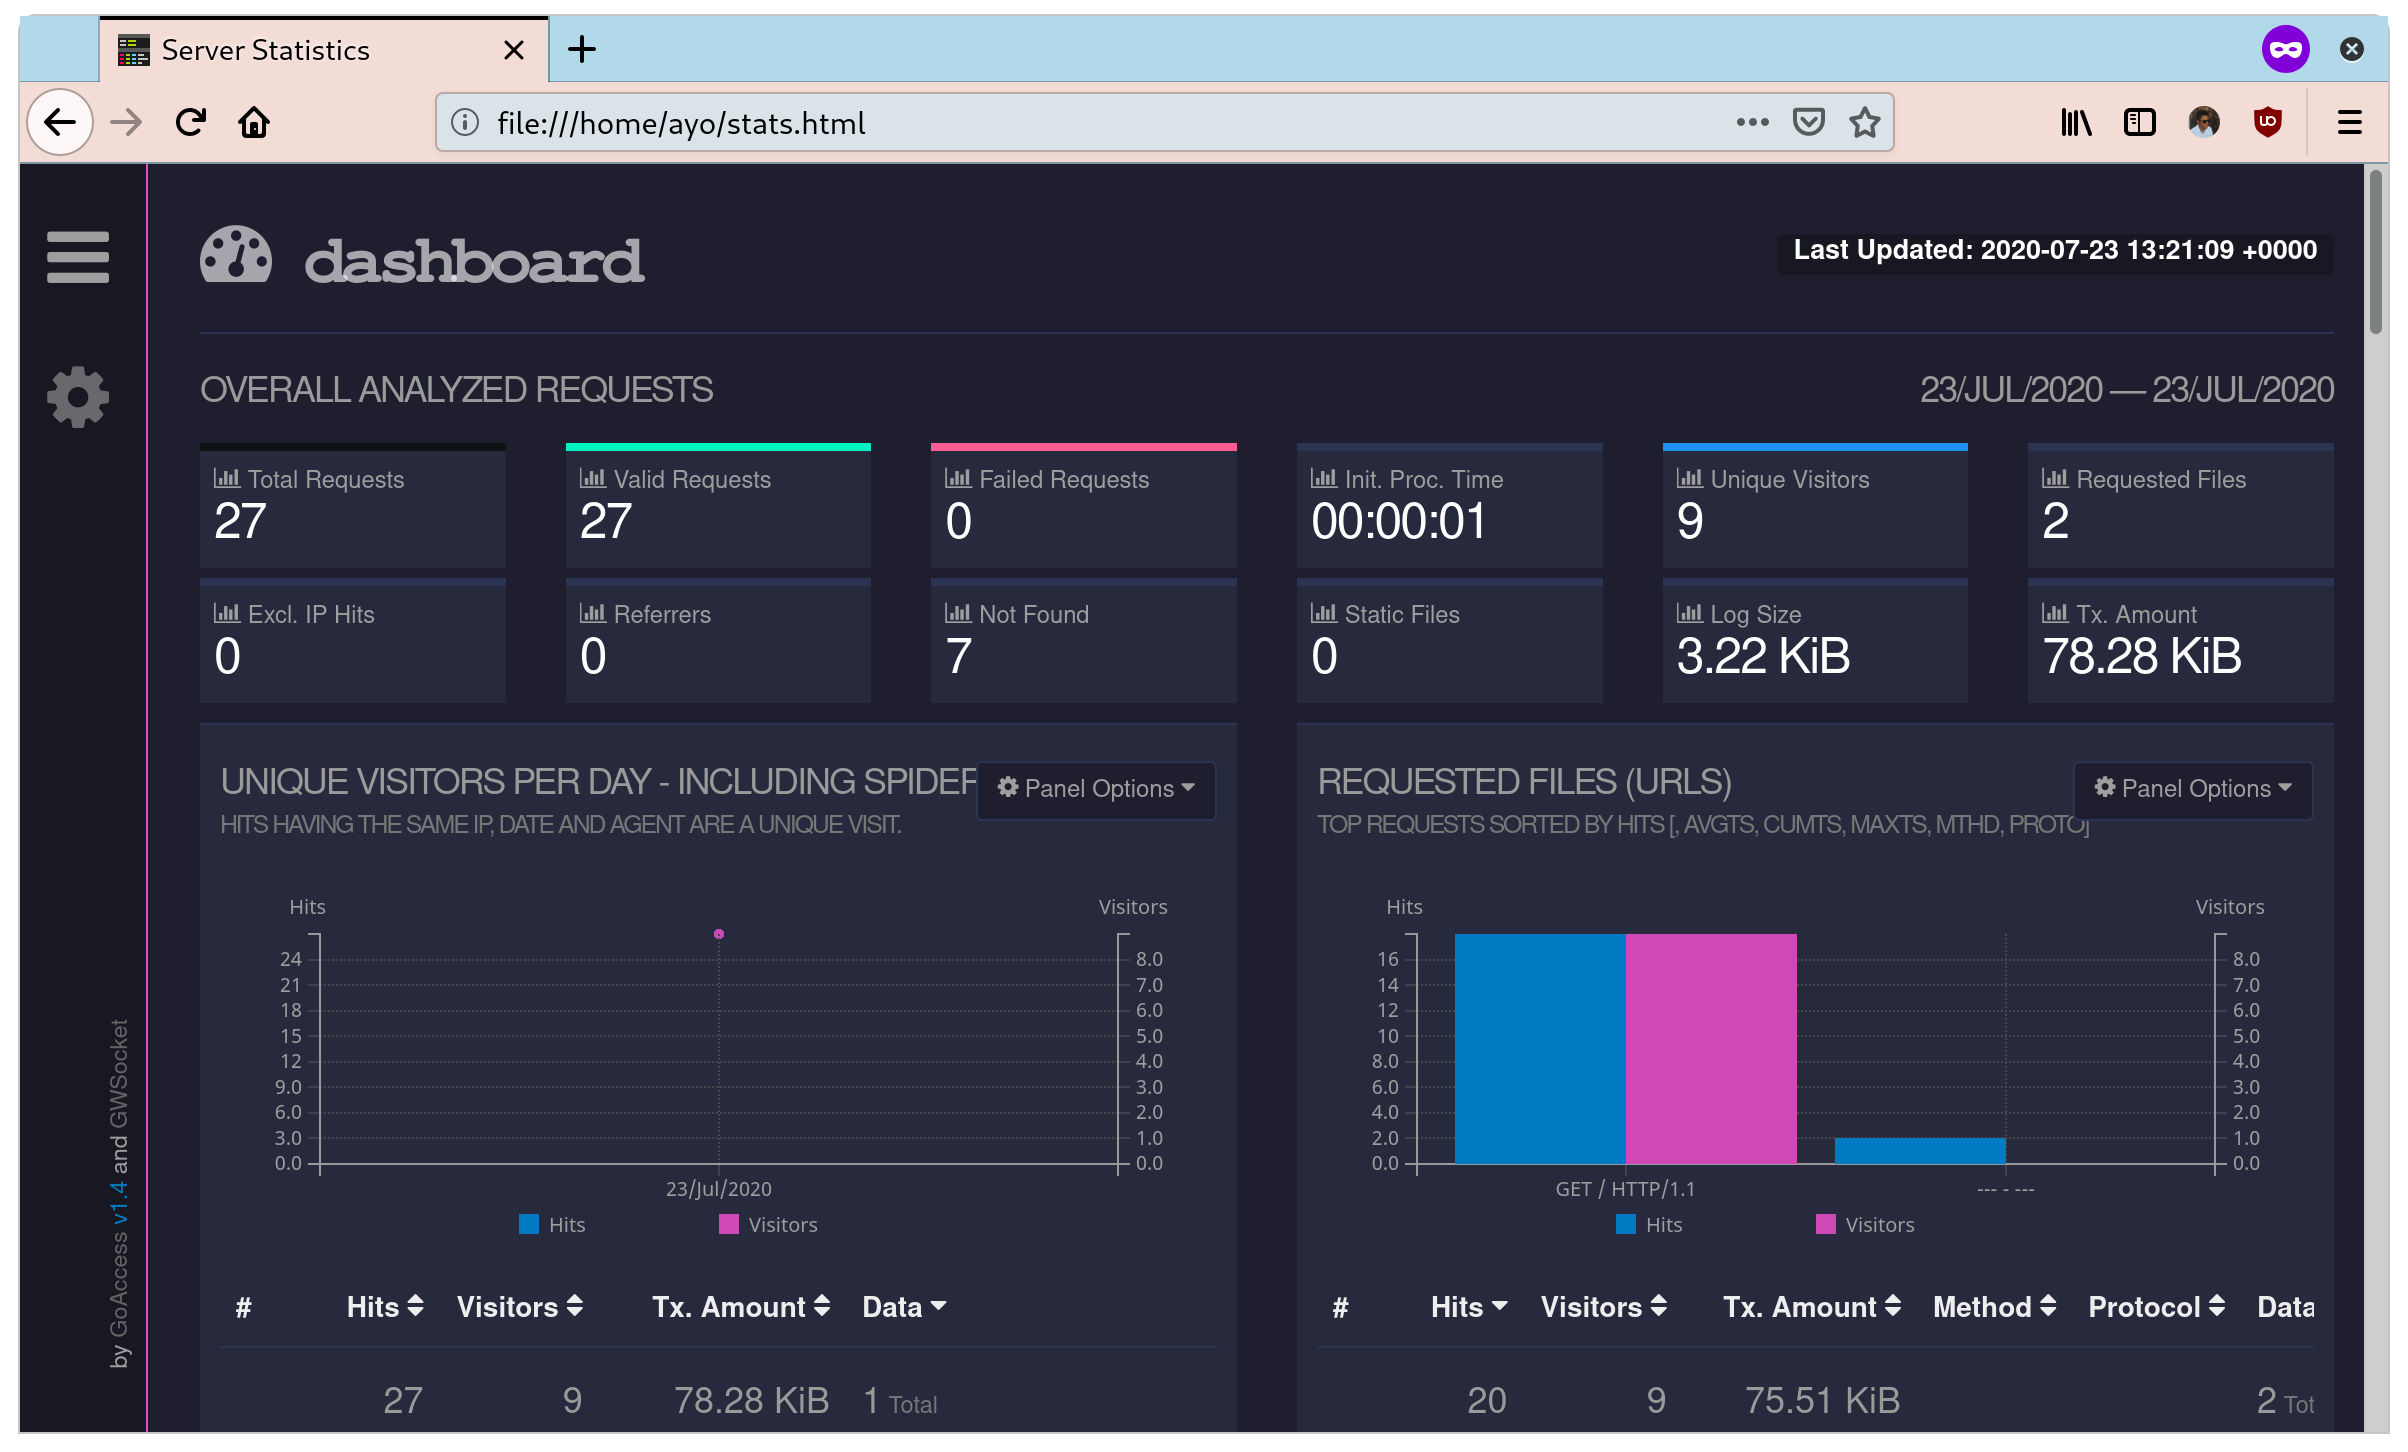 Server Statistics
file:///home/ayo/stats.html
dashboard
Last Updated: 2020-07-23 13:21:09 +0000
OVERALL ANALYZED REQUESTS
23/JUL/2020 — 23/JUL/2020
Total Requests
27
Valid Requests
27
Failed Requests
0
Init. Proc. Time
00:00:01
Unique Visitors
9
Requested Files
2
Excl. IP Hits
0
Referrers
0
Not Found
7
Static Files
0
Log Size
3.22 KiB
Tx. Amount
78.28 KiB
UNIQUE VISITORS PER DAY - INCLUDING SPIDER
Panel Options
HITS HAVING THE SAME IP, DATE AND AGENT ARE A UNIQUE VISIT.
Hits
Visitors
24 8.0
21 7.0
18 6.0
15 5.0
12 4.0
9.0 3.0
6.0 2.0
3.0 1.0
0.0 0.0
23/Jul/2020
Hits Visitors
# Hits Visitors Tx. Amount Data
27 9 78.28 KiB 1 Total
REQUESTED FILES (URLS)
Panel Options
TOP REQUESTS SORTED BY HITS [, AVGTS, CUMTS, MAXTS, MTHD, PROTO]
Hits
Visitors
16 8.0
14 7.0
12 6.0
10 5.0
8.0 4.0
6.0 3.0
4.0 2.0
2.0 1.0
0.0 0.0
GET / HTTP/1.1 --- - ---
Hits Visitors
# Hits Visitors Tx. Amount Method Protocol Data
20 9 75.51 KiB 2 Tot
by GoAccess v1.4 and GWSocket